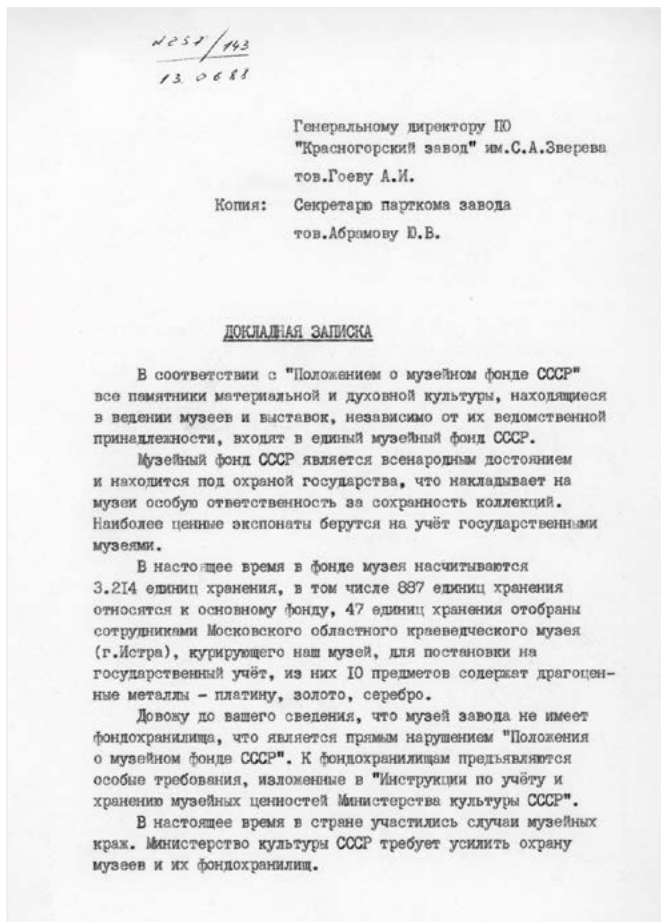 №257/143
13.06.88
Генеральному директору ПО
"Красногорский завод" им.С.А.Зверева
тов.Гоеву А.И.
Копия: Секретарю парткома завода
тов.Абрамову Ю.В.
ДОКЛАДНАЯ ЗАПИСКА
В соответствии с "Положением о музейном фонде СССР"
все памятники материальной и духовной культуры, находящиеся
в ведении музеев и выставок, независимо от их ведомственной
принадлежности, входят в единый музейный фонд СССР.
Музейный фонд СССР является всенародным достоянием
и находится под охраной государства, что накладывает на
музеи особую ответственность за сохранность коллекций.
Наиболее ценные экспонаты берутся на учёт государственными
музеями.
В настоящее время в фонде музея насчитываются
3.214 единиц хранения, в том числе 887 единиц хранения
относятся к основному фонду, 47 единиц хранения отобраны
сотрудниками Московского областного краеведческого музея
(г.Истра), курирующего наш музей, для постановки на
государственный учёт, из них 10 предметов содержат драгоцен-
ные металлы - платину, золото, серебро.
Довожу до вашего сведения, что музей завода не имеет
фондохранилища, что является прямым нарушением "Положения
о музейном фонде СССР". К фондохранилищам предъявляются
особые требования, изложенные в "Инструкции по учёту и
хранению музейных ценностей Министерства культуры СССР".
В настоящее время в стране участились случаи музейных
краж. Министерство культуры СССР требует усилить охрану
музеев и их фондохранилищ.